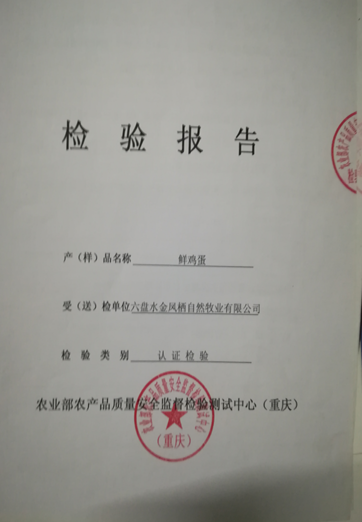 检验报告
产（样）品名称 鲜鸡蛋
受（送）检单位六盘水金凤栖自然牧业有限公司
检验类别 认证检验
农业部农产品质量安全监督检验测试中心（重庆）
（重庆）